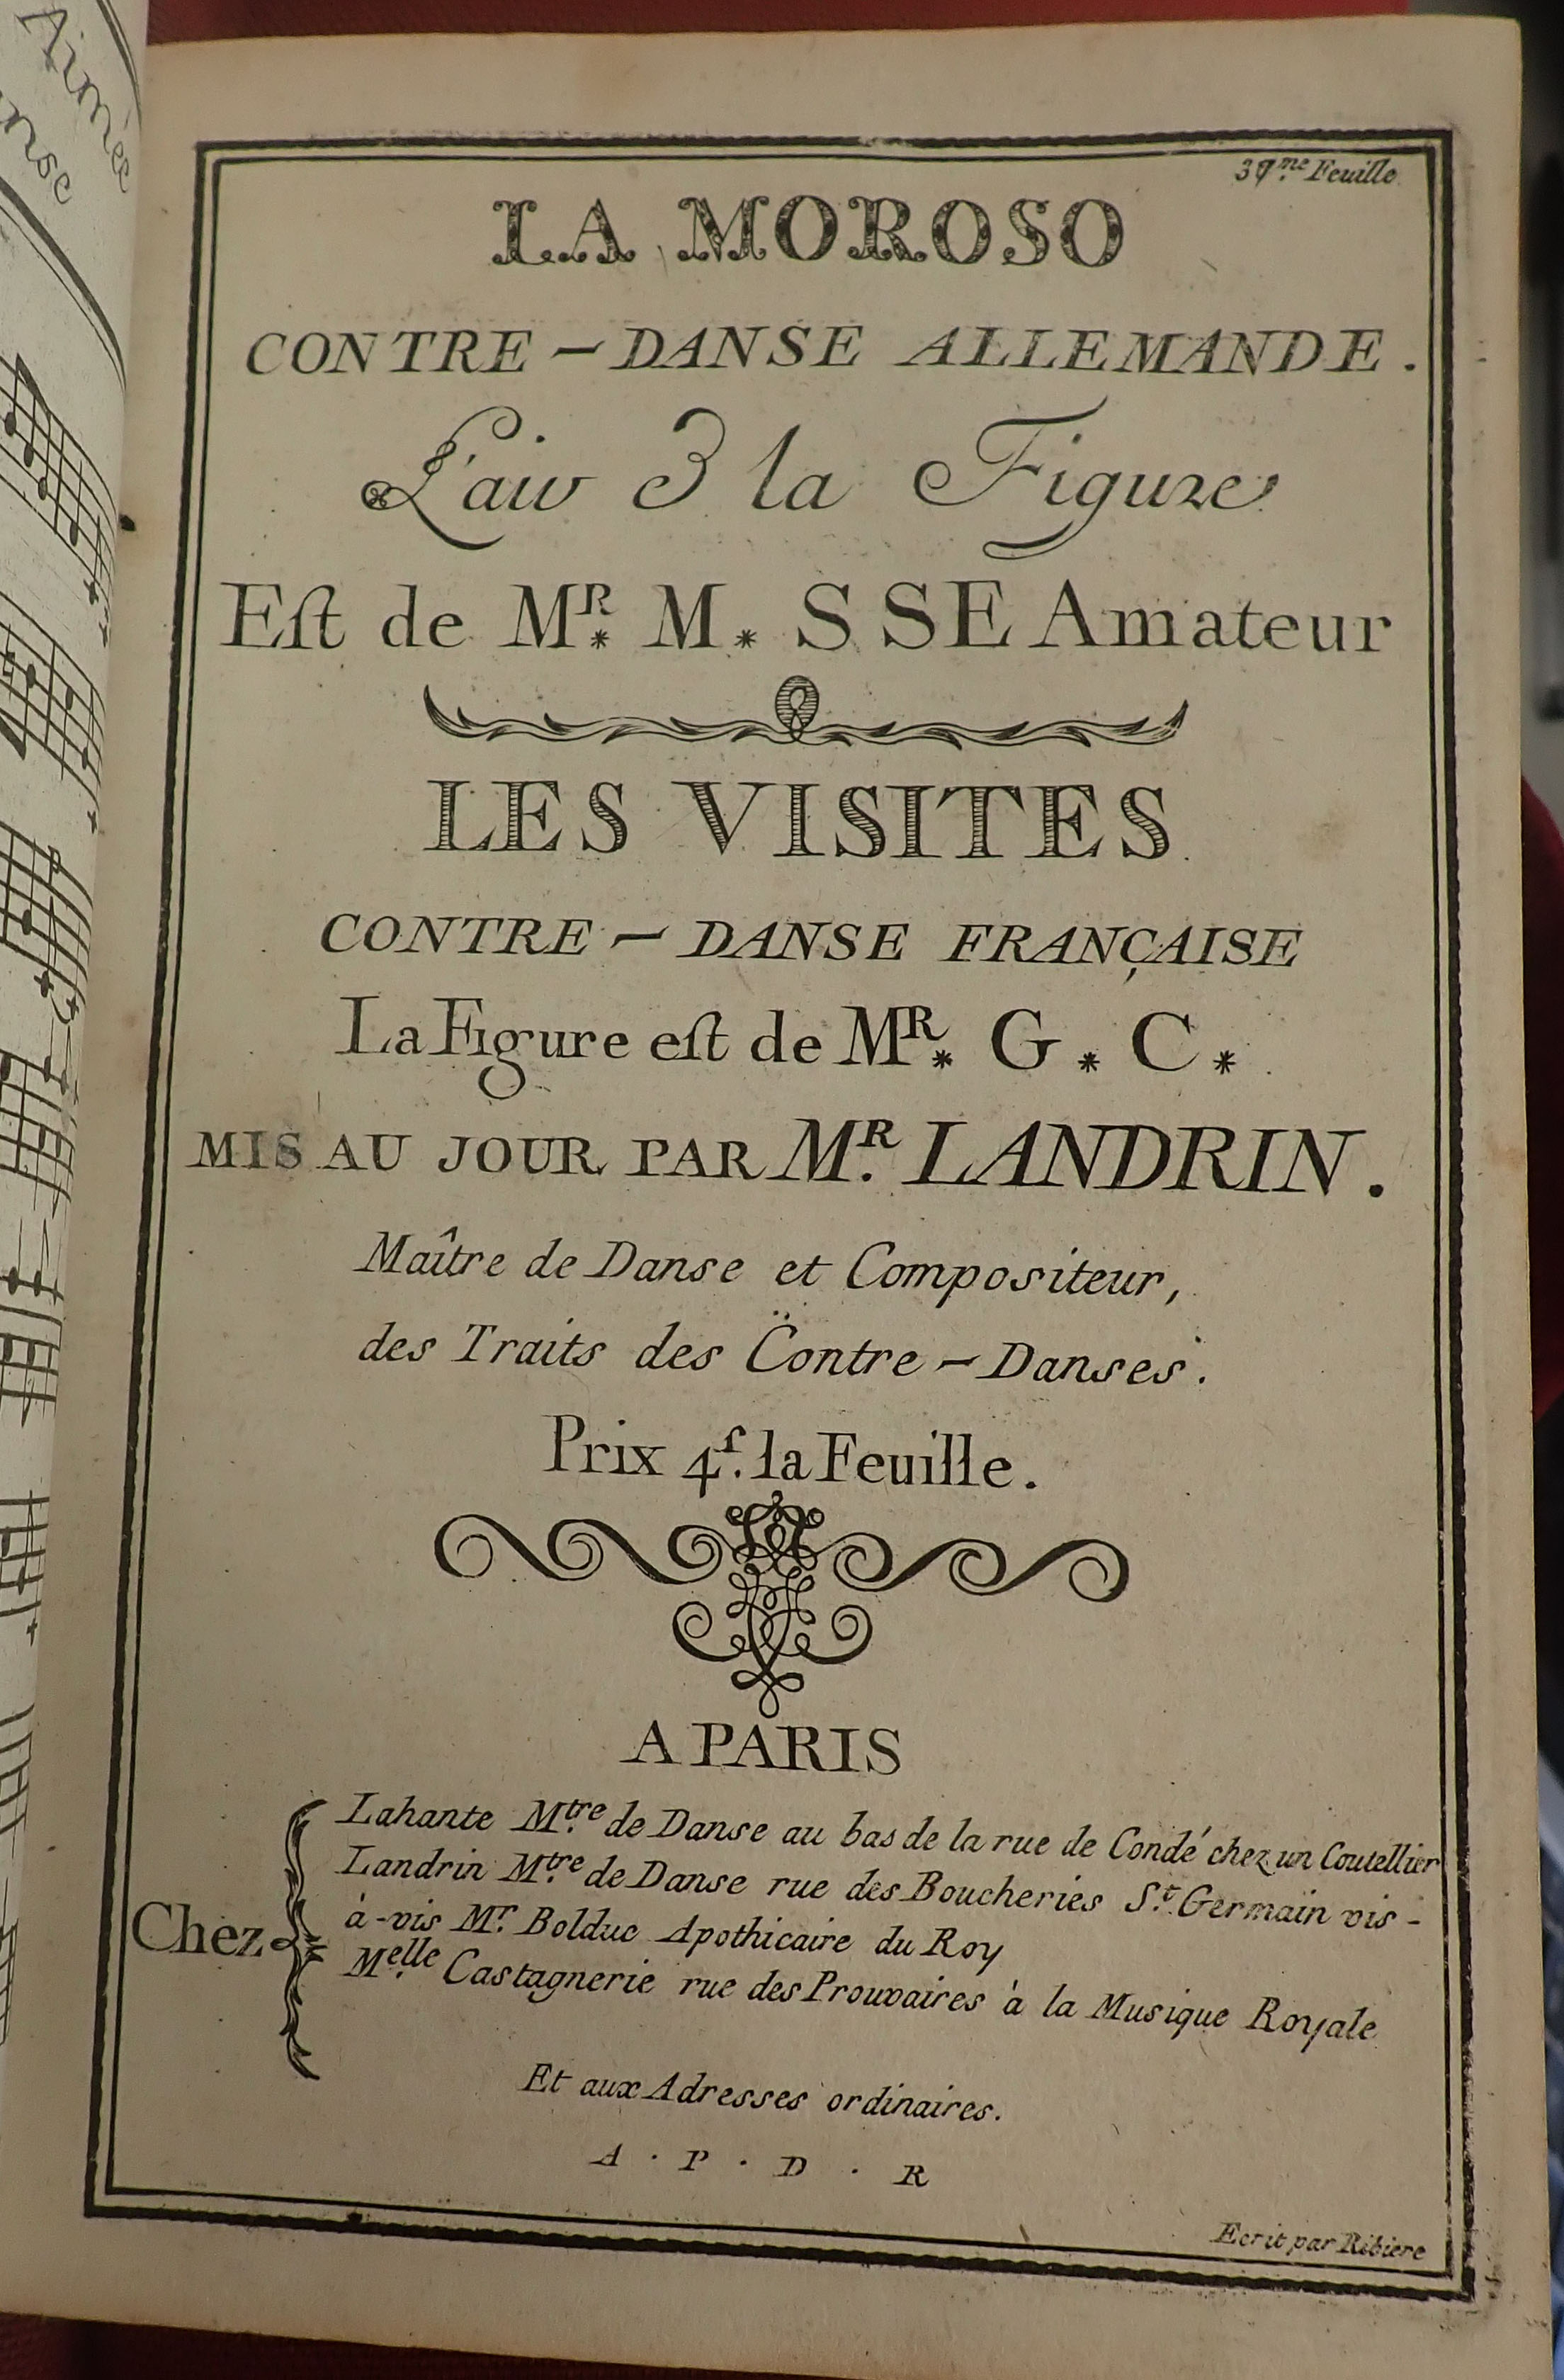 Aimée
37.me Feuille
LA MOROSO
CONTRE-DANSE ALLEMANDE.
L'air & la Figure
Est de MR.* M.* S SE Amateur
LES VISITES
CONTRE-DANSE FRANÇAISE
La Figure est de MR.* G.* C.*
MIS AU JOUR PAR MR. LANDRIN.
Maître de Danse et Compositeur,
des Traits des Contre-Danses.
Prix 4s. la Feuille.
A PARIS
Chez
Lahante Mtre. de Danse au bas de la rue de Condé chez un Coutellier
Landrin Mtre. de Danse rue des Boucheries St. Germain vis-
à-vis Mr. Bolduc Apothicaire du Roy
Melle. Castagnerie rue des Prouvaires à la Musique Royale
Et aux Adresses ordinaires.
A . P . D . R
Ecrit par Ribiere